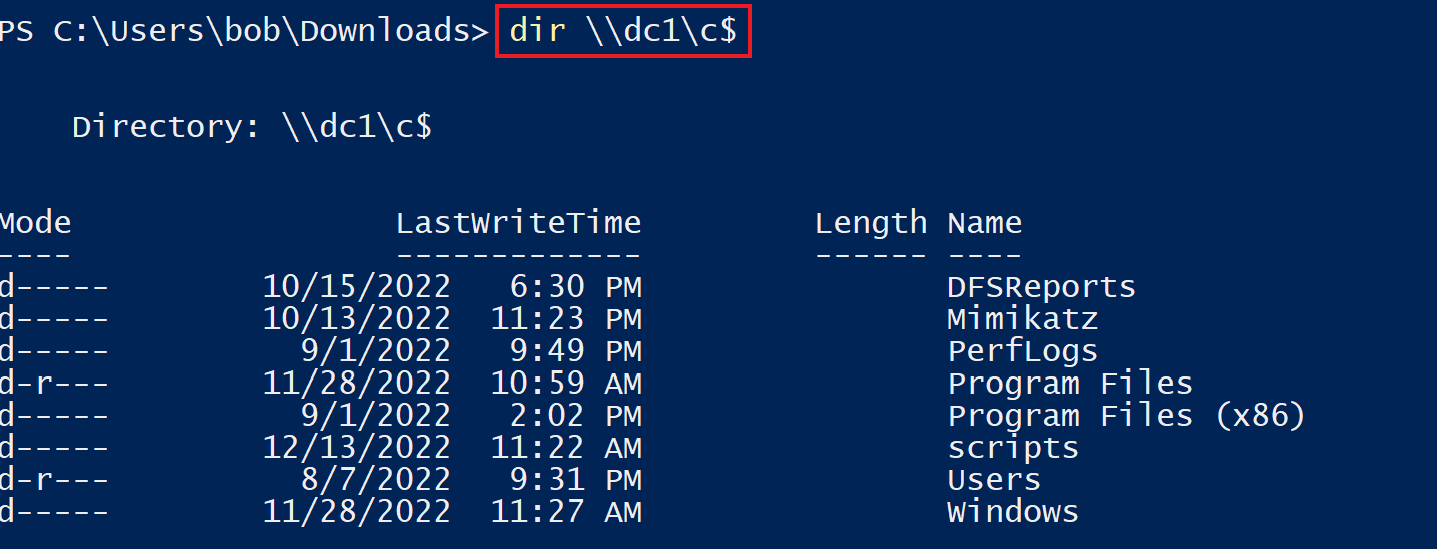 PS C:\Users\bob\Downloads> dir \\dc1\c$
Directory: \\dc1\c$
Mode LastWriteTime Length Name
---- ------------- ------ ----
d----- 10/15/2022 6:30 PM DFSReports
d----- 10/13/2022 11:23 PM Mimikatz
d----- 9/1/2022 9:49 PM PerfLogs
d-r--- 11/28/2022 10:59 AM Program Files
d----- 9/1/2022 2:02 PM Program Files (x86)
d----- 12/13/2022 11:22 AM scripts
d-r--- 8/7/2022 9:31 PM Users
d----- 11/28/2022 11:27 AM Windows